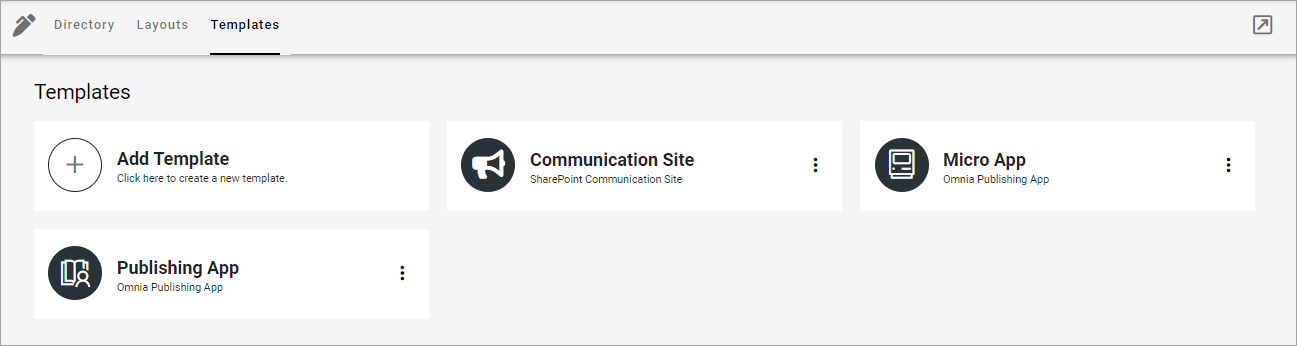 Directory Layouts Templates
Templates
Add Template
Click here to create a new template.
Communication Site
SharePoint Communication Site
Micro App
Omnia Publishing App
Publishing App
Omnia Publishing App